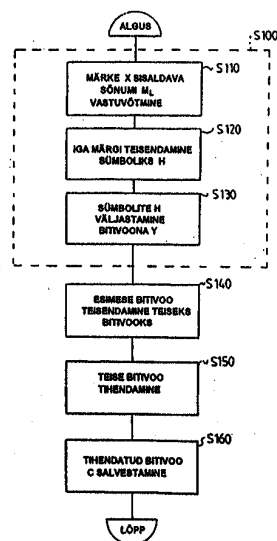 ALGUS
S100
S110
MÄRKE X SISALDAVA
SÕNUMI M_L
VASTUVÕTMINE
S120
IGA MÄRGI TEISENDAMINE
SÜMBOLIKS H
S130
SÜMBOLITE H
VÄLJASTAMINE
BITIVOONA Y
S140
ESIMESE BITIVOO
TEISENDAMINE TEISEKS
BITIVOOKS
S150
TEISE BITIVOO
TIHENDAMINE
S160
TIHENDATUD BITIVOO
C SALVESTAMINE
LÕPP